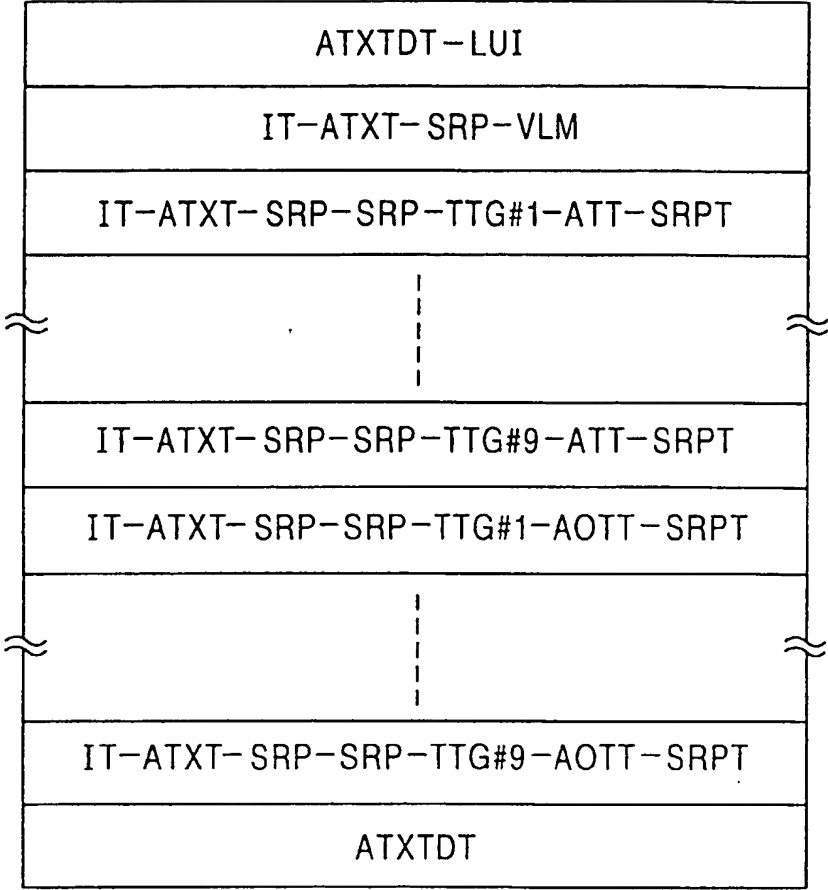 ATXTDT-LUI
IT-ATXT-SRP-VLM
IT-ATXT-SRP-SRP-TTG#1-ATT-SRPT
IT-ATXT-SRP-SRP-TTG#9-ATT-SRPT
IT-ATXT-SRP-SRP-TTG#1-AOTT-SRPT
IT-ATXT-SRP-SRP-TTG#9-AOTT-SRPT
ATXTDT